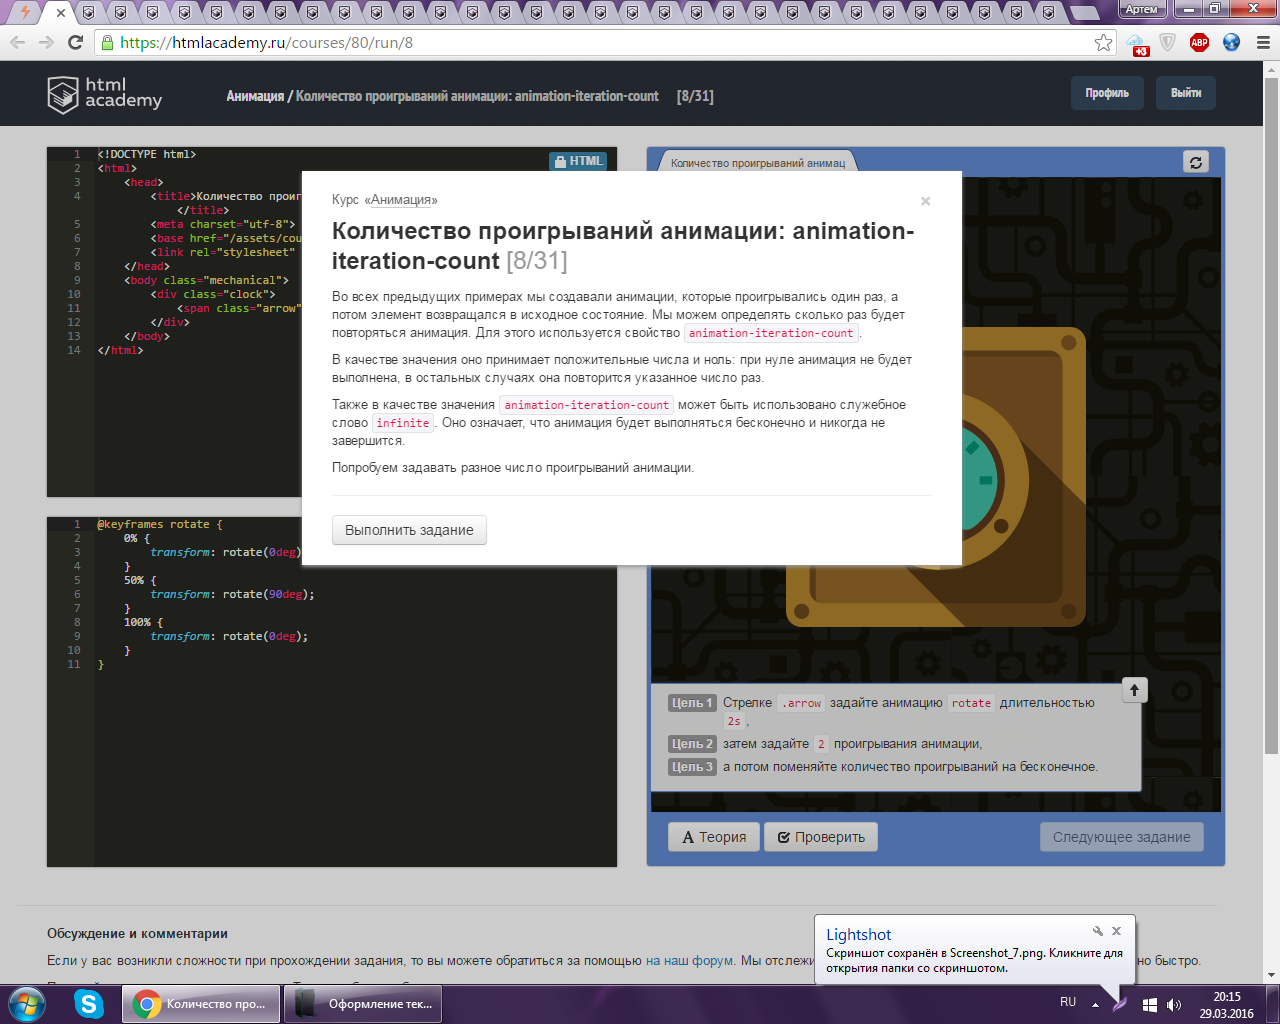 Артем
https://htmlacademy.ru/courses/80/run/8
+3
ABP
html
academy
Анимация / Количество проигрываний анимации: animation-iteration-count [8/31]
Профиль
Выйти
HTML
1 <!DOCTYPE html>
2 <html>
3 <head>
4 <title>Количество
</title>
5 <meta charset="utf-8">
6 <base href="/assets/
7 <link rel="stylesheet"
8 </head>
9 <body class="mechanical">
10 <div class="clock">
11 <span class="arrow"
12 </div>
13 </body>
14 </html>
Количество проигрываний анимац
Курс «Анимация»
×
Количество проигрываний анимации: animation-
iteration-count [8/31]
Во всех предыдущих примерах мы создавали анимации, которые проигрывались один раз, а
потом элемент возвращался в исходное состояние. Мы можем определять сколько раз будет
повторяться анимация. Для этого используется свойство animation-iteration-count.
В качестве значения оно принимает положительные числа и ноль: при нуле анимация не будет
выполнена, в остальных случаях она повторится указанное число раз.
Также в качестве значения animation-iteration-count может быть использовано служебное
слово infinite. Оно означает, что анимация будет выполняться бесконечно и никогда не
завершится.
Попробуем задавать разное число проигрываний анимации.
Выполнить задание
1 @keyframes rotate {
2 0% {
3 transform: rotate(0deg)
4 }
5 50% {
6 transform: rotate(90deg);
7 }
8 100% {
9 transform: rotate(0deg);
10 }
11 }
Цель 1 Стрелке .arrow задайте анимацию rotate длительностью
2s,
Цель 2 затем задайте 2 проигрывания анимации,
Цель 3 а потом поменяйте количество проигрываний на бесконечное.
A Теория
Проверить
Следующее задание
Обсуждение и комментарии
Если у вас возникли сложности при прохождении задания, то вы можете обратиться за помощью на наш форум. Мы
но быстро.
Lightshot
Скриншот сохранён в Screenshot_7.png. Кликните для
открытия папки со скриншотом.
Количество про...
Оформление тек...
RU
20:15
29.03.2016